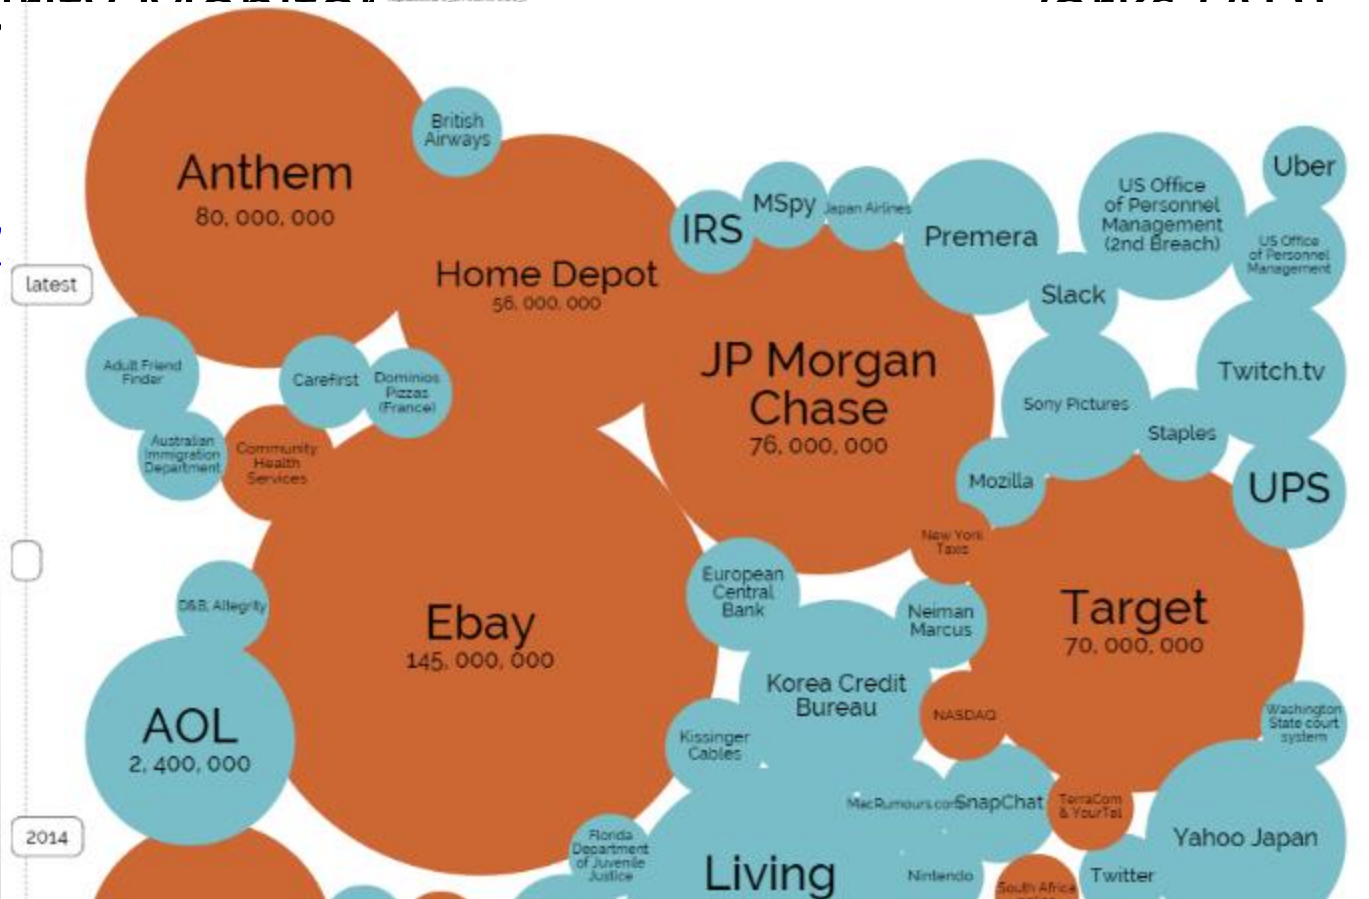 British
Airways
Anthem
80, 000, 000
Uber
US Office
of Personnel
Management
(2nd Breach)
MSpy
Japan Airlines
IRS
Premera
US Office
of Personnel
Management
Home Depot
56, 000, 000
latest
Slack
JP Morgan
Chase
76, 000, 000
Adult Friend
Finder
Carefirst
Dominios
Pizzas
(France)
Twitch.tv
Sony Pictures
Staples
Australian
Immigration
Department
Community
Health
Services
Mozilla
UPS
New York
Taxis
European
Central
Bank
D&B, Allegrity
Ebay
145, 000, 000
Neiman
Marcus
Target
70, 000, 000
Korea Credit
Bureau
NASDAQ
Washington
State court
system
AOL
2, 400, 000
Kissinger
Cables
MacRumours.com
SnapChat
TerraCom
& YourTel
2014
Yahoo Japan
Florida
Department
of Juvenile
Justice
Living
Nintendo
Twitter
South Africa